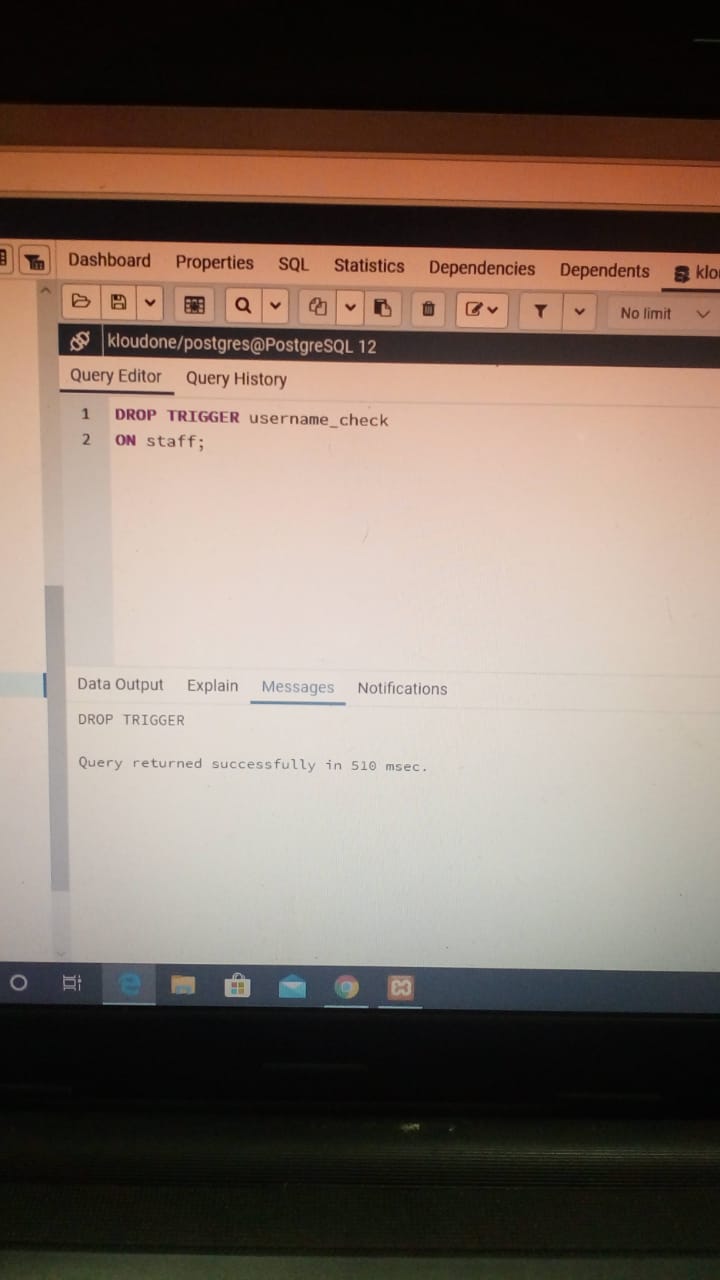 Dashboard Properties SQL Statistics Dependencies Dependents
No limit
kloudone/postgres@PostgreSQL 12
Query Editor Query History
1 DROP TRIGGER username_check
2 ON staff;
Data Output Explain Messages Notifications
DROP TRIGGER
Query returned successfully in 510 msec.